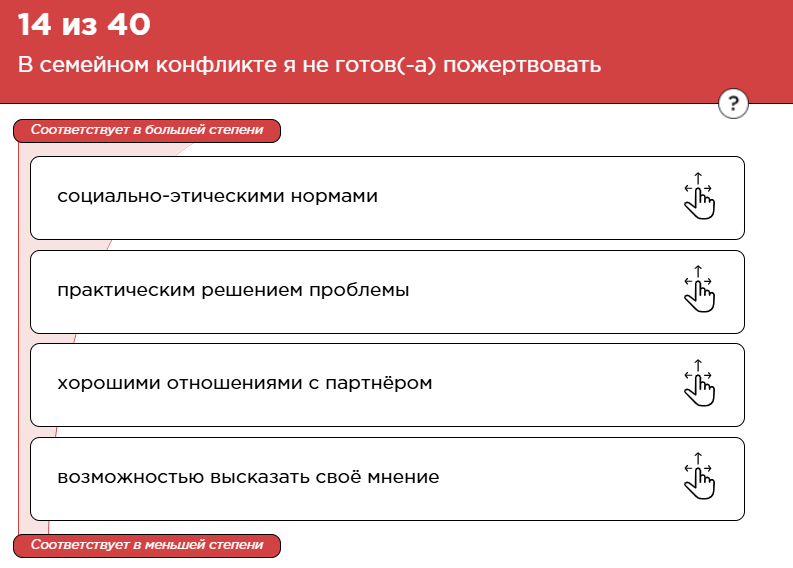 14 из 40
В семейном конфликте я не готов(-а) пожертвовать
?
Соответствует в большей степени
социально-этическими нормами
практическим решением проблемы
хорошими отношениями с партнёром
возможностью высказать своё мнение
Соответствует в меньшей степени